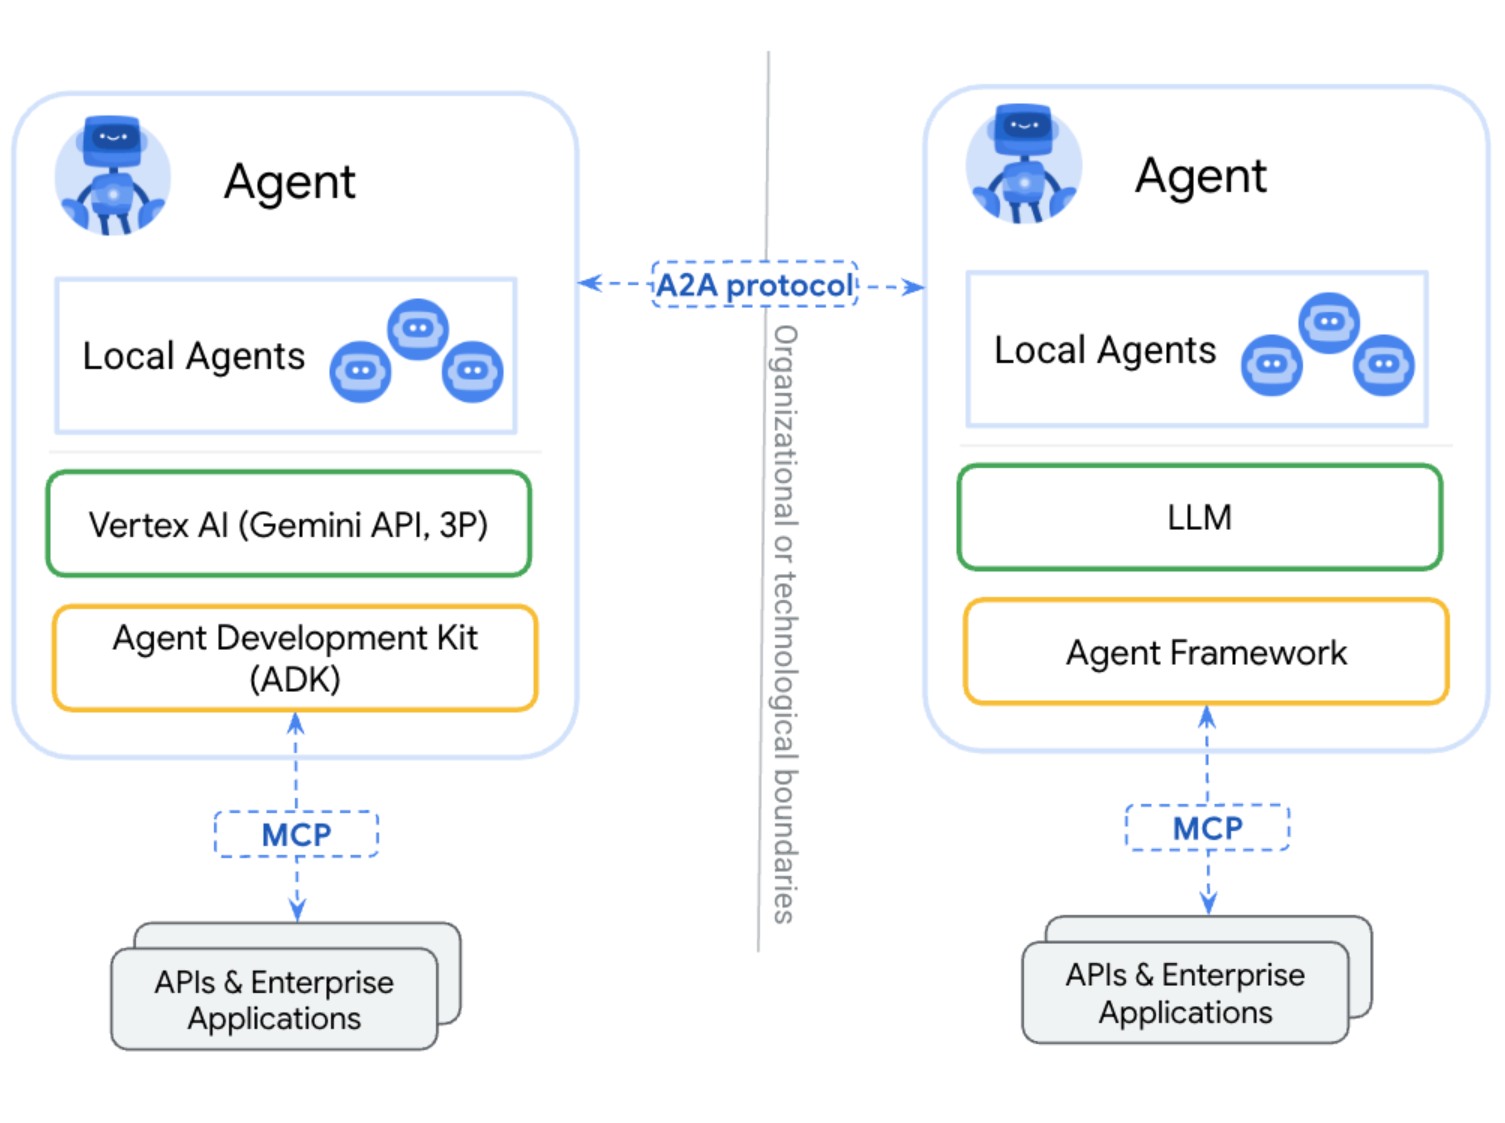 Agent
Local Agents
Vertex AI (Gemini API, 3P)
Agent Development Kit
(ADK)
MCP
APIs & Enterprise
Applications
A2A protocol
Organizational or technological boundaries
Agent
Local Agents
LLM
Agent Framework
MCP
APIs & Enterprise
Applications